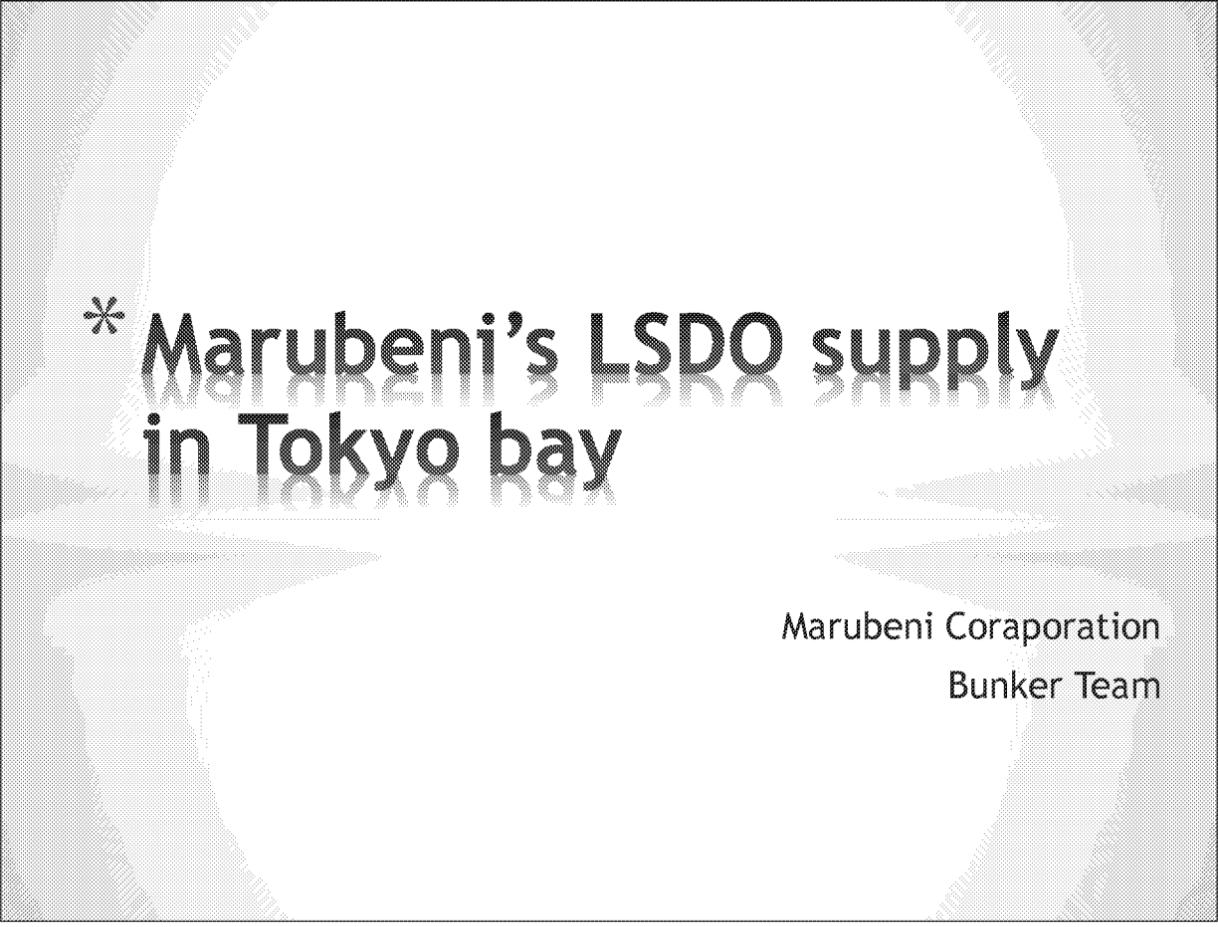 * Marubeni’s LSDO supply
in Tokyo bay
Marubeni Coraporation
Bunker Team